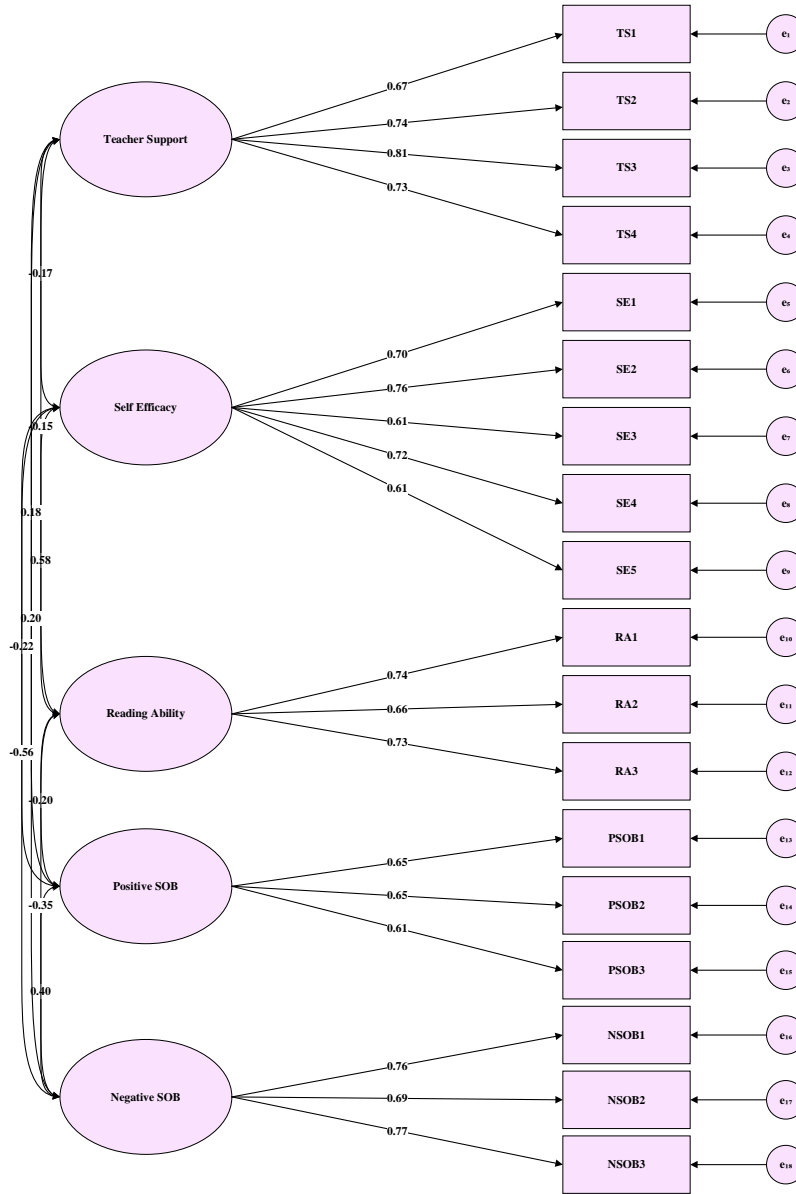 TS1
e₁
0.67
TS2
e₂
Teacher Support
0.74
0.81
TS3
e₃
0.73
TS4
e₄
-0.17
SE1
e₅
0.70
SE2
e₆
0.76
Self Efficacy
0.61
-0.15
SE3
e₇
0.72
0.61
SE4
e₈
0.18
0.58
SE5
e₉
0.20
RA1
e₁₀
-0.22
0.74
0.66
RA2
e₁₁
Reading Ability
0.73
-0.56
RA3
e₁₂
-0.20
PSOB1
e₁₃
0.65
Positive SOB
0.65
-0.35
PSOB2
e₁₄
0.61
PSOB3
e₁₅
0.40
NSOB1
e₁₆
0.76
Negative SOB
0.69
NSOB2
e₁₇
0.77
NSOB3
e₁₈